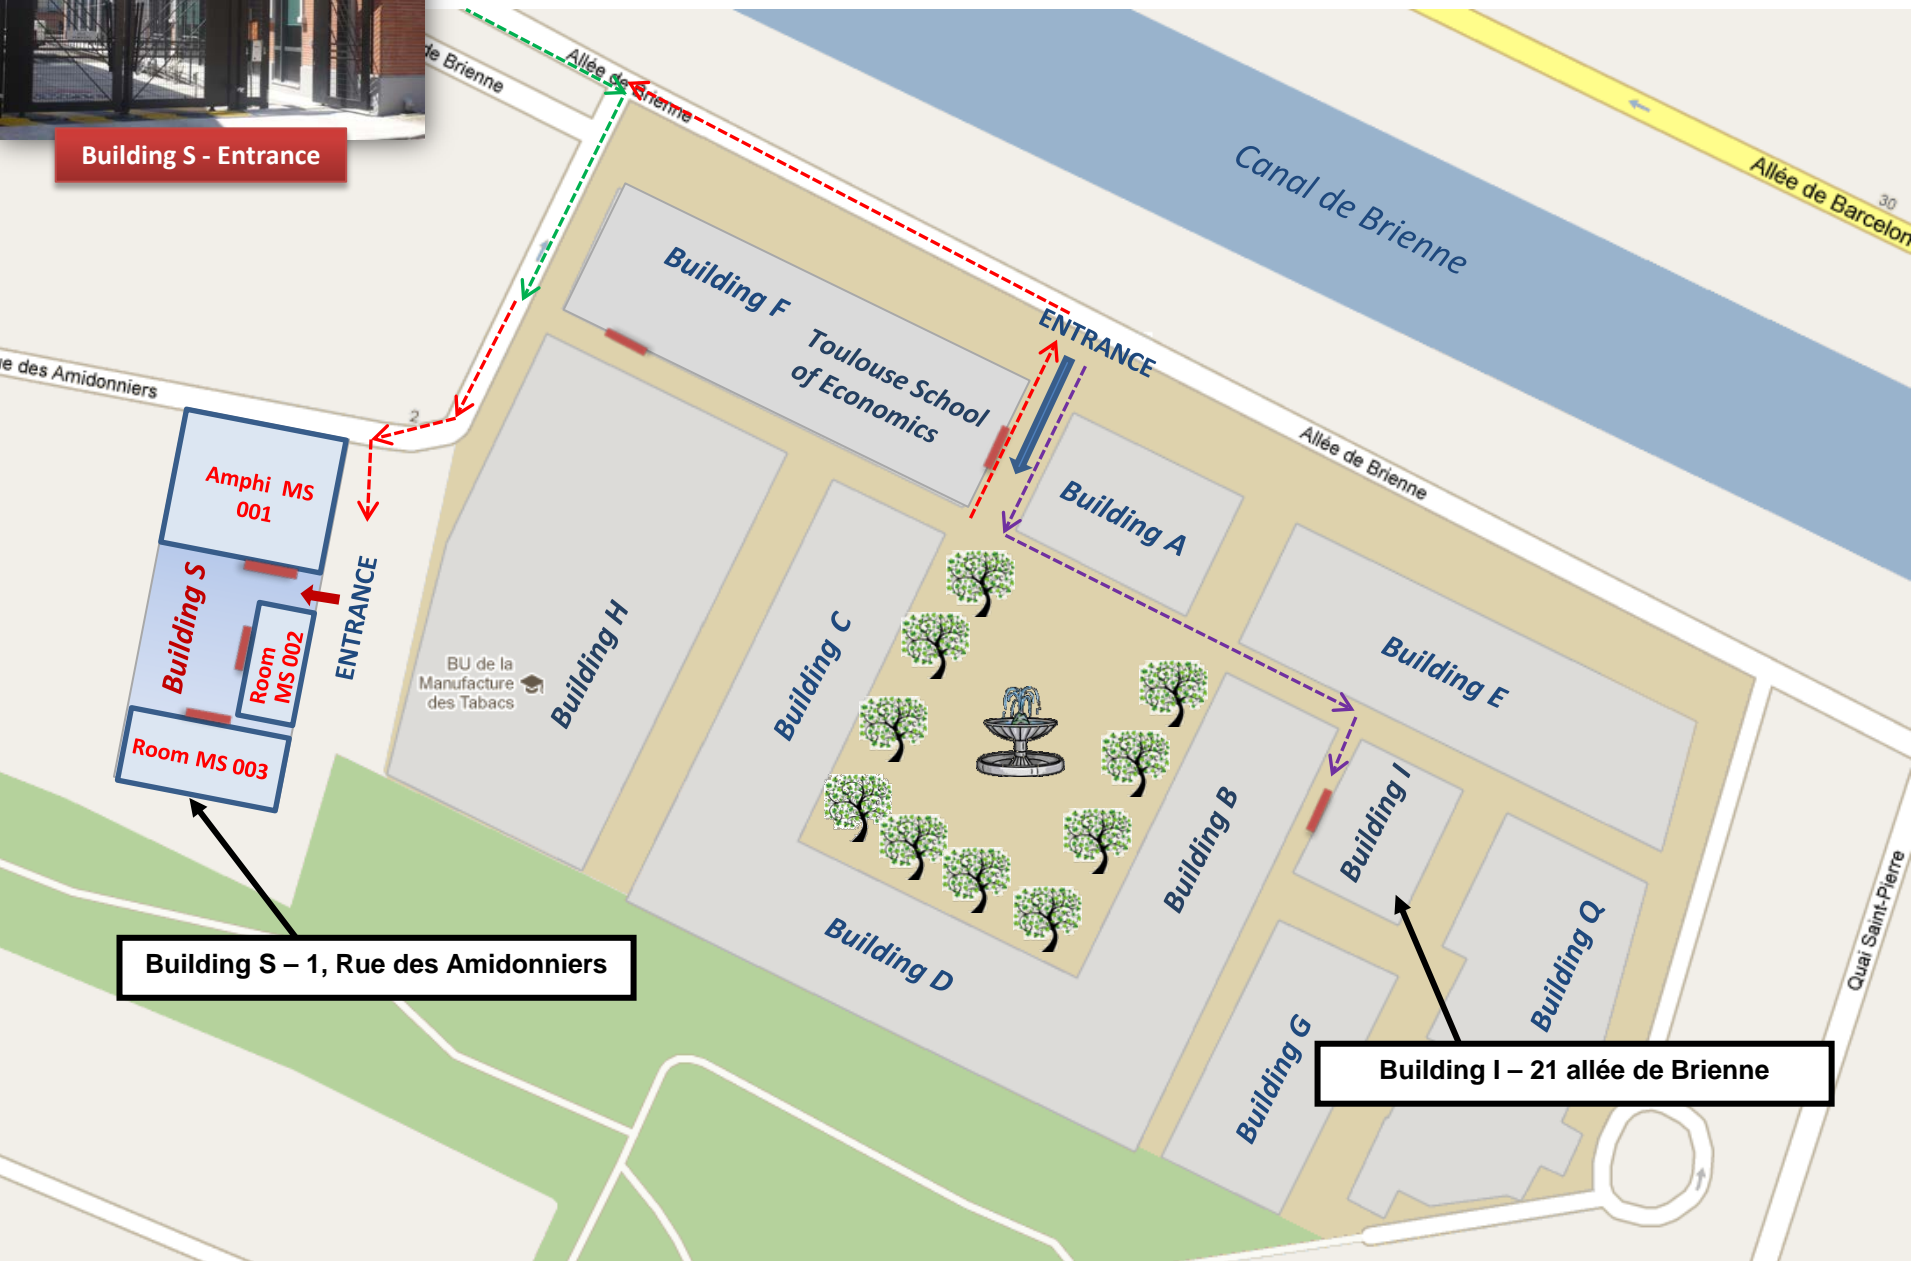 Building S - Entrance
de Brienne
Allée de Brienne
Canal de Brienne
Allée de Barcelon
30
Building F
Toulouse School
of Economics
ENTRANCE
Allée de Brienne
ue des Amidonniers
2
Amphi MS
001
Building S
Room
MS 002
Room MS 003
ENTRANCE
BU de la
Manufacture
des Tabacs
Building H
Building C
Building A
Building E
Building B
Building I
Building D
Building G
Building Q
Quai Saint-Pierre
Building S – 1, Rue des Amidonniers
Building I – 21 allée de Brienne